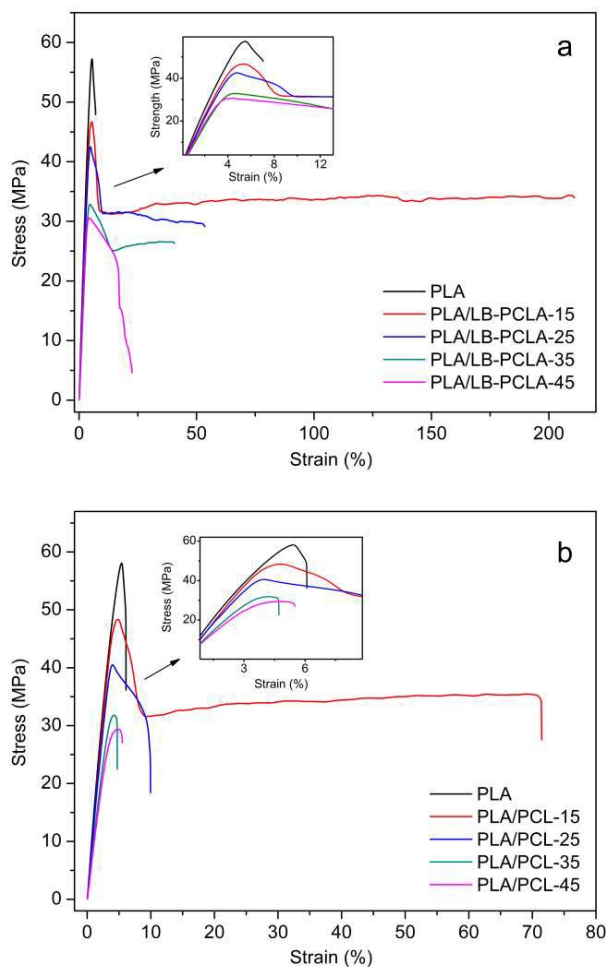 a
60
50
40
30
20
10
0
Stress (MPa)
40
20
Strength (MPa)
0 4 8 12
Strain (%)
PLA
PLA/LB-PCLA-15
PLA/LB-PCLA-25
PLA/LB-PCLA-35
PLA/LB-PCLA-45
0 50 100 150 200
Strain (%)
b
60
50
40
30
20
10
0
Stress (MPa)
60
50
40
30
20
10
Stress (MPa)
3 6
Strain (%)
PLA
PLA/PCL-15
PLA/PCL-25
PLA/PCL-35
PLA/PCL-45
0 10 20 30 40 50 60 70 80
Strain (%)